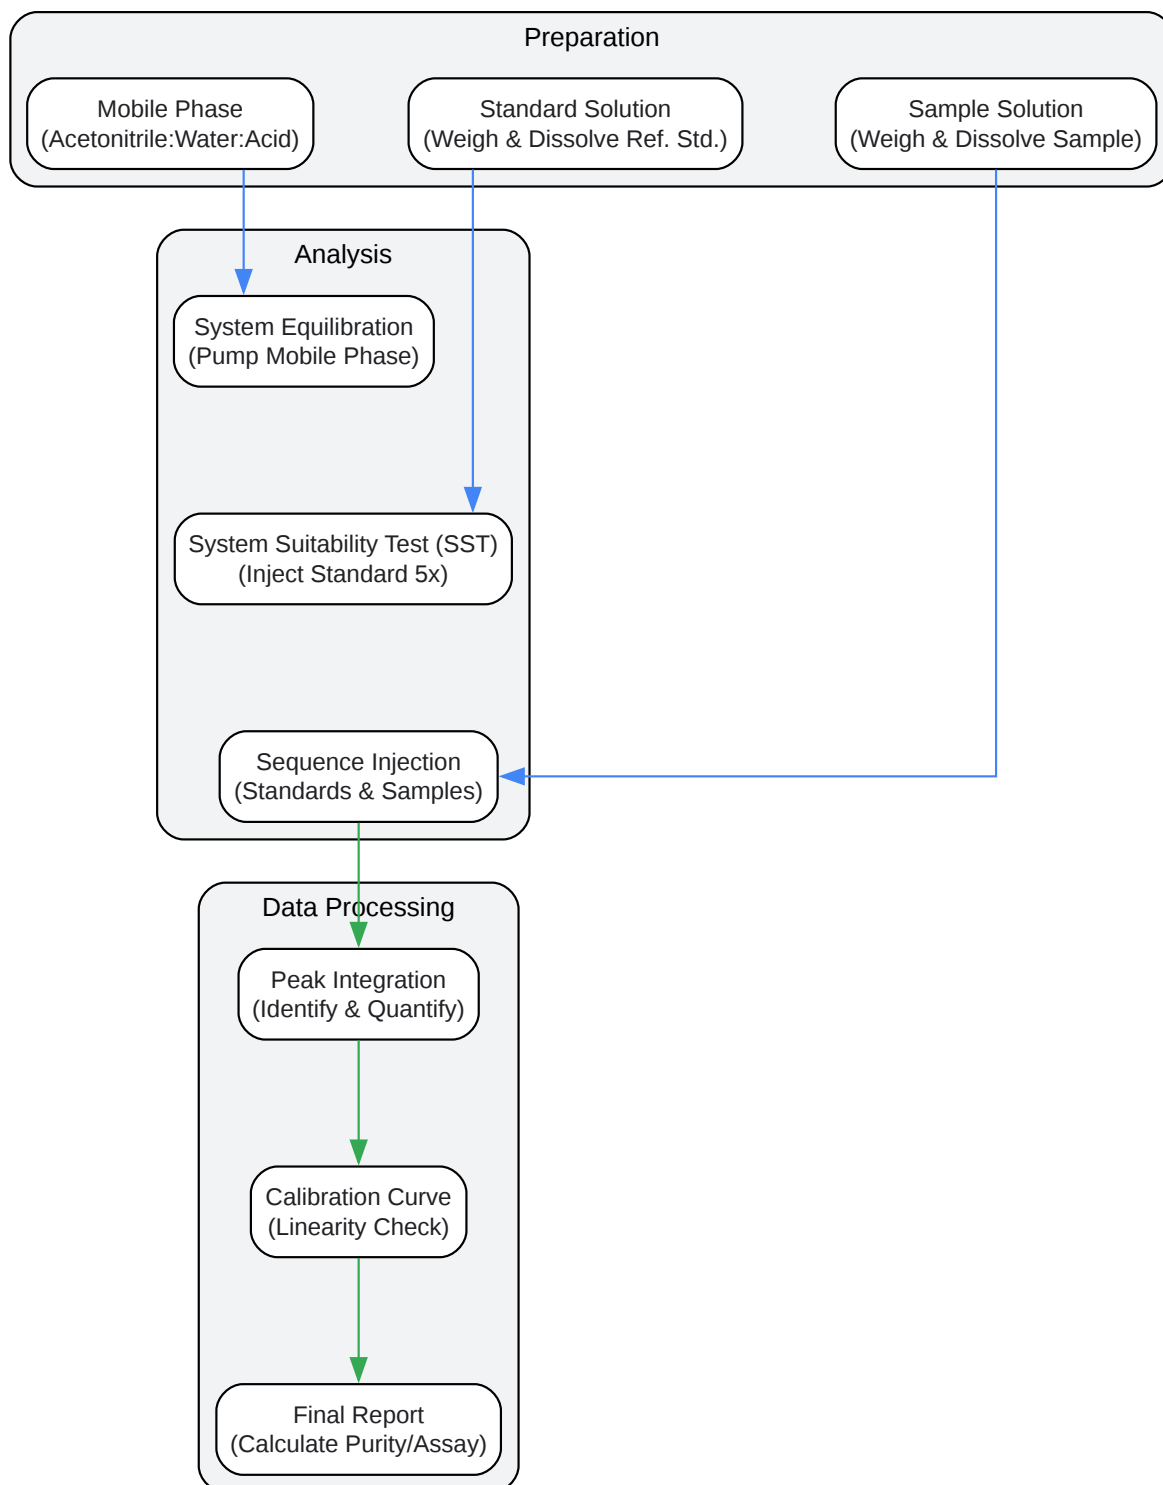 Preparation
Mobile Phase
(Acetonitrile:Water:Acid)
Standard Solution
(Weigh & Dissolve Ref. Std.)
Sample Solution
(Weigh & Dissolve Sample)
Analysis
System Equilibration
(Pump Mobile Phase)
System Suitability Test (SST)
(Inject Standard 5x)
Sequence Injection
(Standards & Samples)
Data Processing
Peak Integration
(Identify & Quantify)
Calibration Curve
(Linearity Check)
Final Report
(Calculate Purity/Assay)